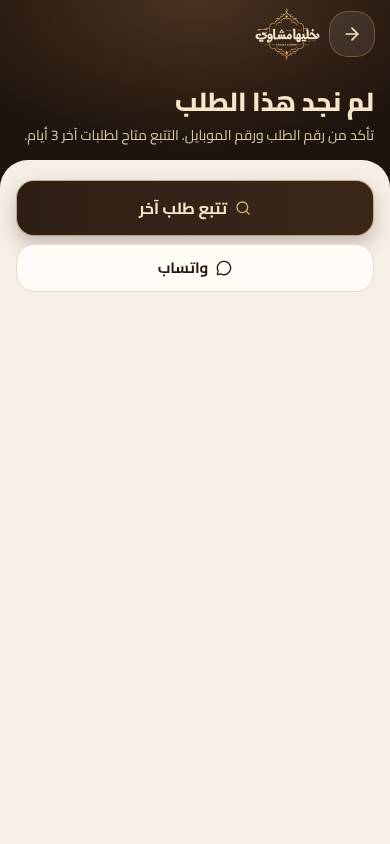 خليها مشاوي
لم نجد هذا الطلب
تأكد من رقم الطلب ورقم الموبايل. التتبع متاح لطلبات آخر 3 أيام.
تتبع طلب آخر
واتساب